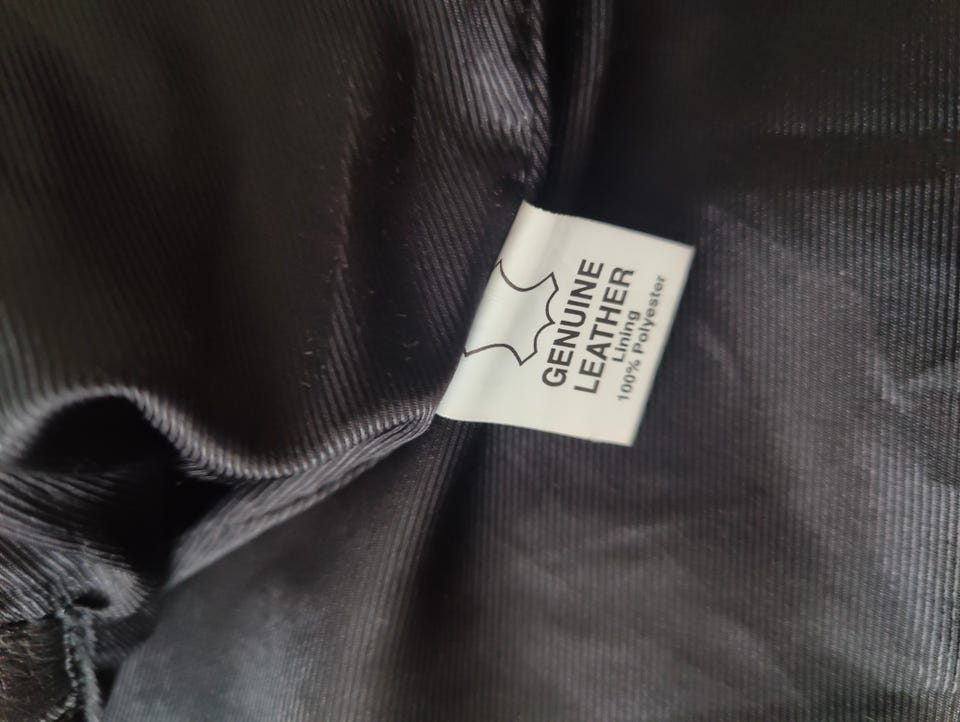 GENUINE
LEATHER
Lining
100% Polyester